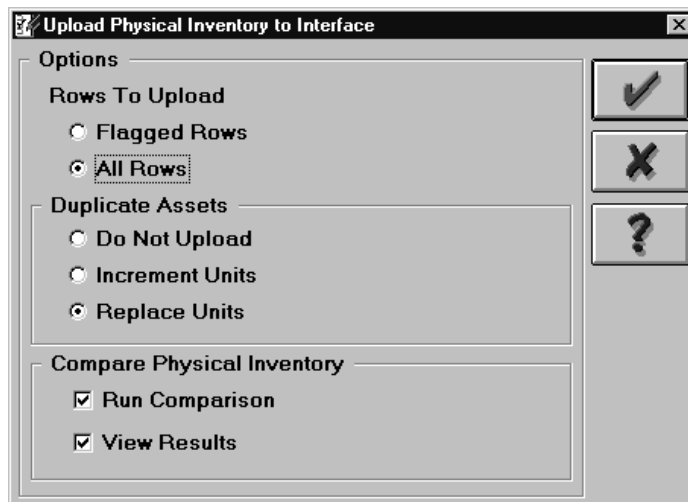 Upload Physical Inventory to Interface
Options
Rows To Upload
Flagged Rows
All Rows
Duplicate Assets
Do Not Upload
Increment Units
Replace Units
Compare Physical Inventory
Run Comparison
View Results
?